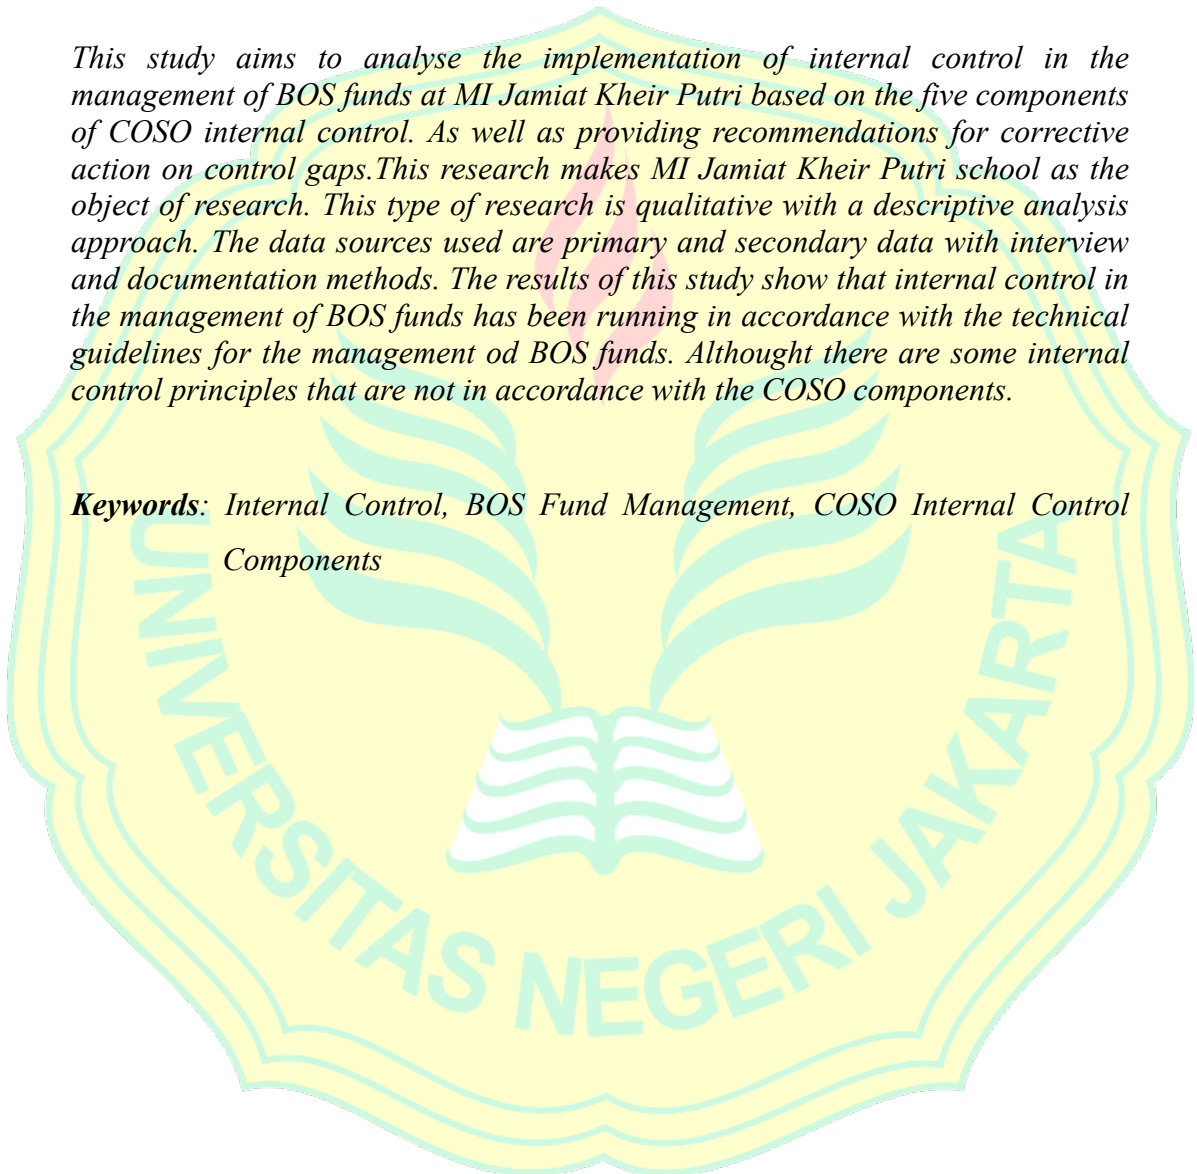 This study aims to analyse the implementation of internal control in the
management of BOS funds at MI Jamiat Kheir Putri based on the five components
of COSO internal control. As well as providing recommendations for corrective
action on control gaps.This research makes MI Jamiat Kheir Putri school as the
object of research. This type of research is qualitative with a descriptive analysis
approach. The data sources used are primary and secondary data with interview
and documentation methods. The results of this study show that internal control in
the management of BOS funds has been running in accordance with the technical
guidelines for the management od BOS funds. Althought there are some internal
control principles that are not in accordance with the COSO components.
Keywords: Internal Control, BOS Fund Management, COSO Internal Control
Components
UNIVERSITAS NEGERI JAKARTA